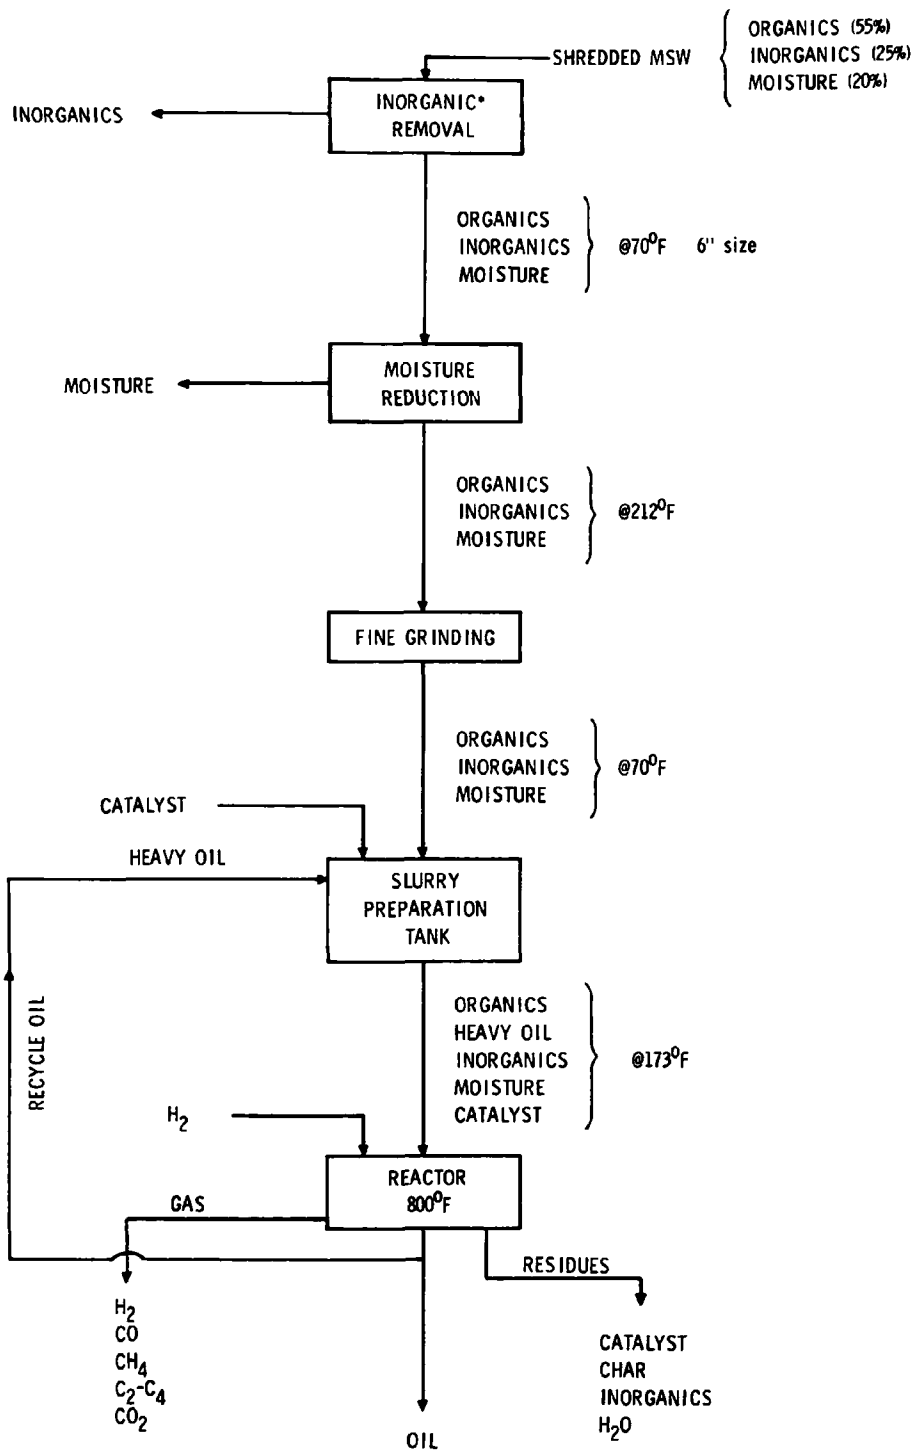 SHREDDED MSW
ORGANICS (55%)
INORGANICS (25%)
MOISTURE (20%)
INORGANICS
INORGANIC*
REMOVAL
ORGANICS
INORGANICS
MOISTURE
@70°F 6" size
MOISTURE
MOISTURE
REDUCTION
ORGANICS
INORGANICS
MOISTURE
@212°F
FINE GRINDING
ORGANICS
INORGANICS
MOISTURE
@70°F
CATALYST
HEAVY OIL
SLURRY
PREPARATION
TANK
RECYCLE OIL
ORGANICS
HEAVY OIL
INORGANICS
MOISTURE
CATALYST
@173°F
H₂
REACTOR
800°F
GAS
RESIDUES
H₂
CO
CH₄
C₂-C₄
CO₂
CATALYST
CHAR
INORGANICS
H₂O
OIL